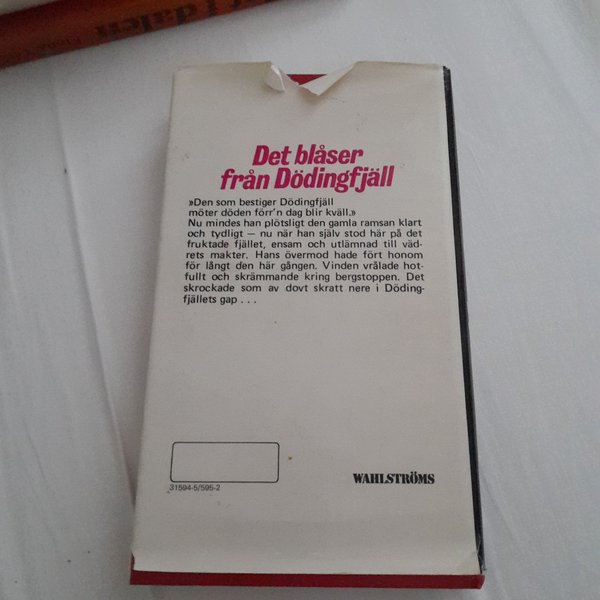 t i dalen
Det blåser
från Dödingfjäll
»Den som bestiger Dödingfjäll
möter döden förr'n dag blir kväll.»
Nu mindes han plötsligt den gamla ramsan klart
och tydligt — nu när han själv stod här på det
fruktade fjället, ensam och utlämnad till väd-
rets makter. Hans övermod hade fört honom
för långt den här gången. Vinden vrålade hot-
fullt och skrämmande kring bergstoppen. Det
skrockade som av dovt skratt nere i Döding-
fjällets gap . . .
31594-5/595-2
WAHLSTRÖMS